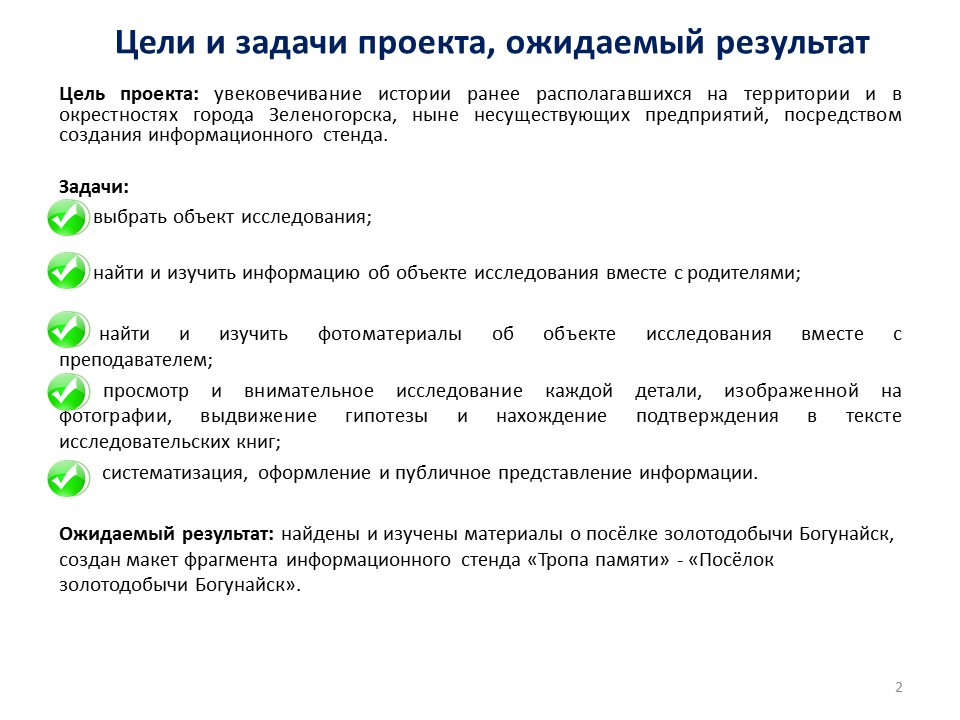 Цели и задачи проекта, ожидаемый результат
Цель проекта: увековечивание истории ранее располагавшихся на территории и в
окрестностях города Зеленогорска, ныне несуществующих предприятий, посредством
создания информационного стенда.
Задачи:
выбрать объект исследования;
найти и изучить информацию об объекте исследования вместе с родителями;
найти и изучить фотоматериалы об объекте исследования вместе с
преподавателем;
просмотр и внимательное исследование каждой детали, изображенной на
фотографии, выдвижение гипотезы и нахождение подтверждения в тексте
исследовательских книг;
систематизация, оформление и публичное представление информации.
Ожидаемый результат: найдены и изучены материалы о посёлке золотодобычи Богунайск,
создан макет фрагмента информационного стенда «Тропа памяти» - «Посёлок
золотодобычи Богунайск».
2